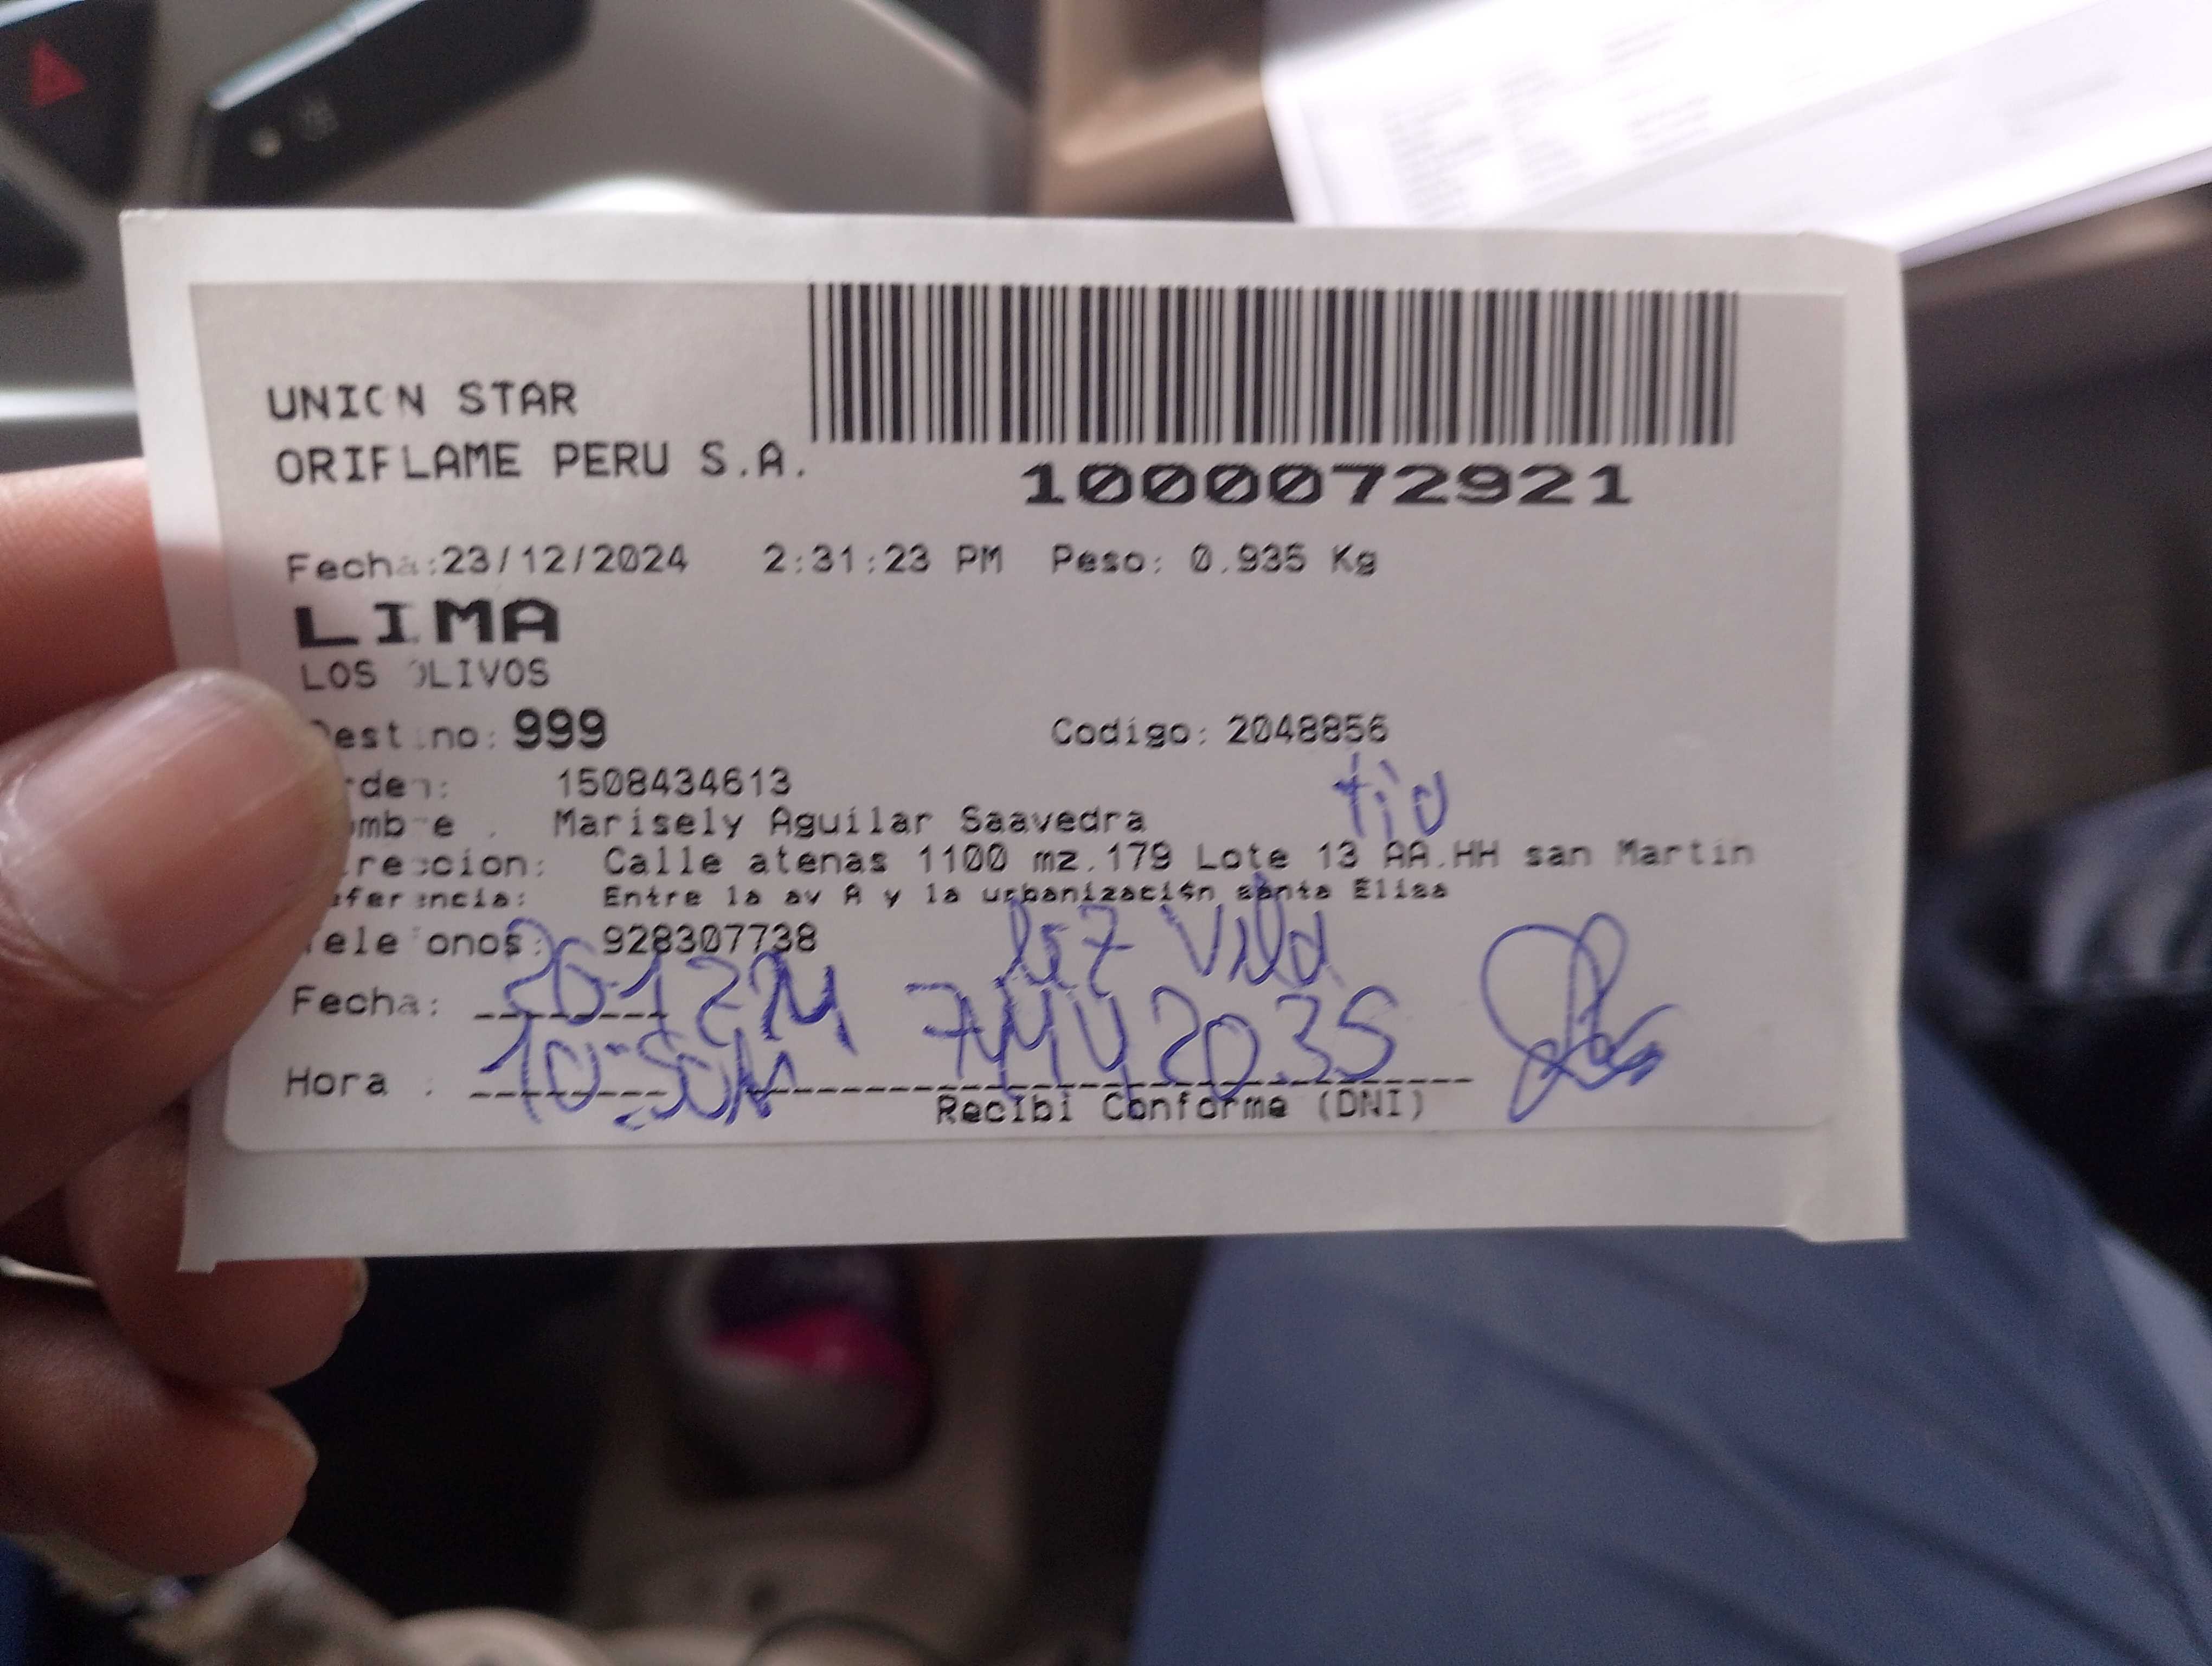 UNION STAR
ORIFLAME PERU S.A.
1000072921
Fecha:23/12/2024 2:31:23 PM Peso: 0.935 Kg
LIMA
LOS OLIVOS
Destino: 999 Codigo: 2048856
Orden: 1508434613
tio
Nombre : Marisely Aguilar Saavedra
Direccion: Calle atenas 1100 mz.179 Lote 13 AA.HH san Martin
Referencia: Entre la av A y la urbanización santa Elisa
Telefonos: 928307738
Fecha:
Hora :
Recibi Conforme (DNI)